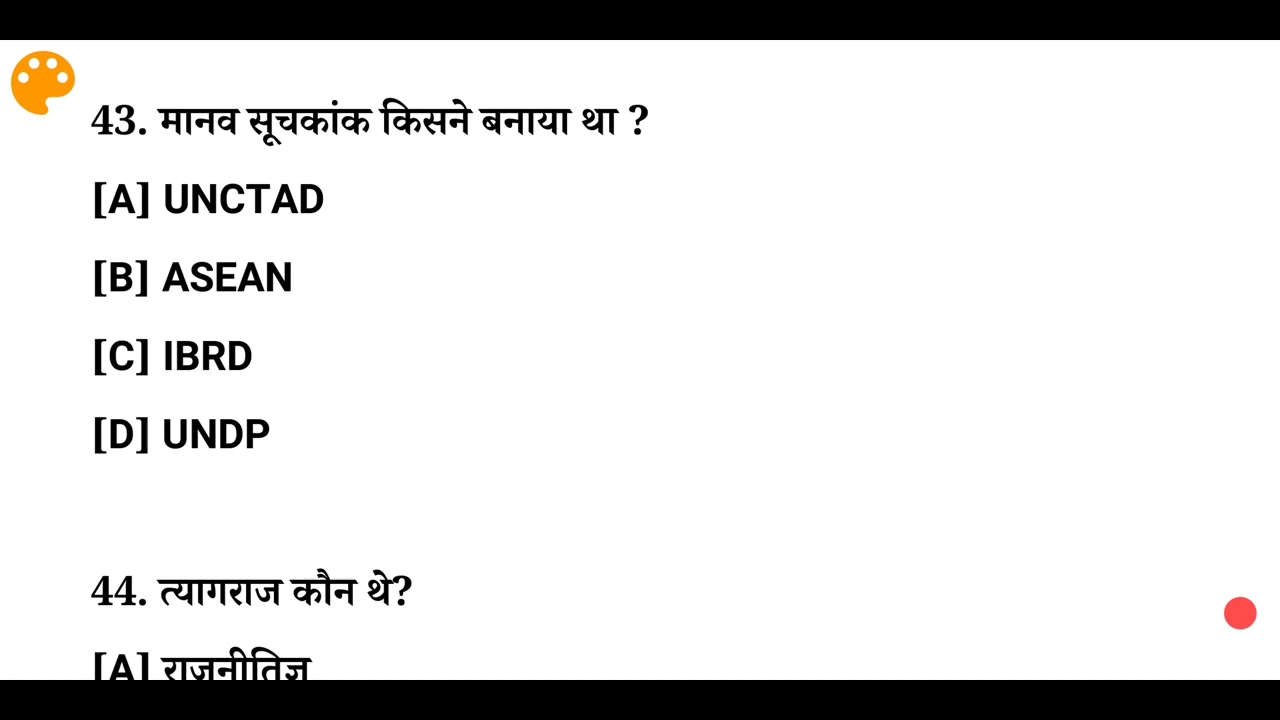 43. मानव सूचकांक किसने बनाया था ?
[A] UNCTAD
[B] ASEAN
[C] IBRD
[D] UNDP
44. त्यागराज कौन थे?
[A] राजनीतिज्ञ